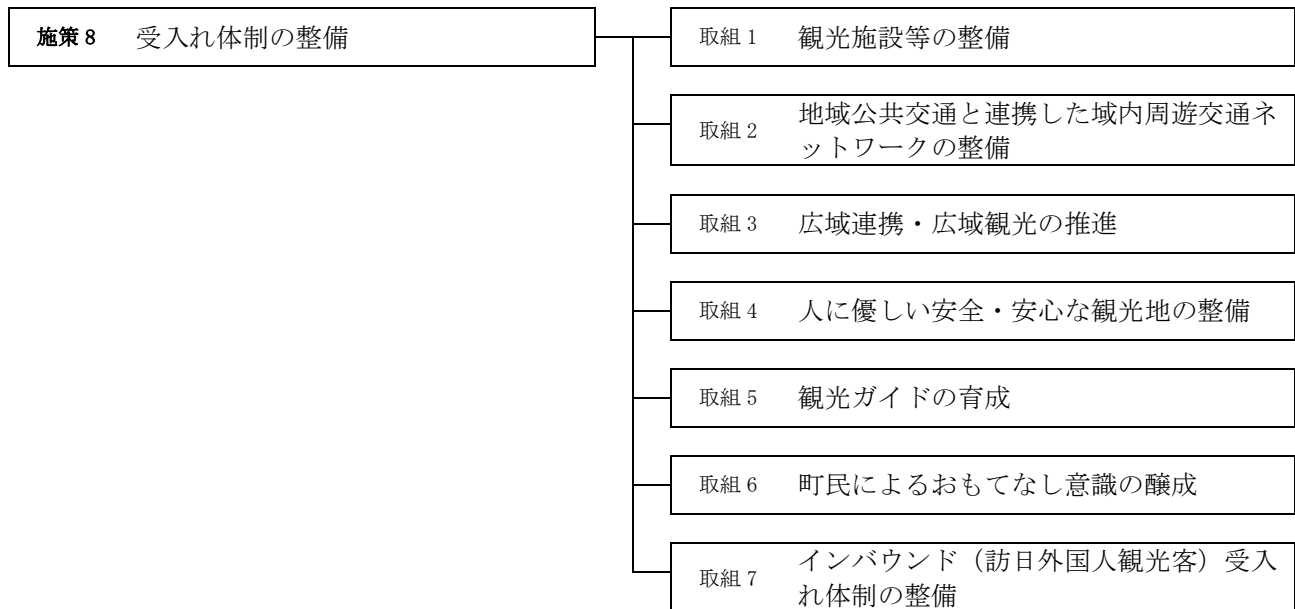 施策 8 受入れ体制の整備
取組 1 観光施設等の整備
取組 2 地域公共交通と連携した域内周遊交通ネ
ットワークの整備
取組 3 広域連携・広域観光の推進
取組 4 人に優しい安全・安心な観光地の整備
取組 5 観光ガイドの育成
取組 6 町民によるおもてなし意識の醸成
取組 7 インバウンド（訪日外国人観光客）受入
れ体制の整備